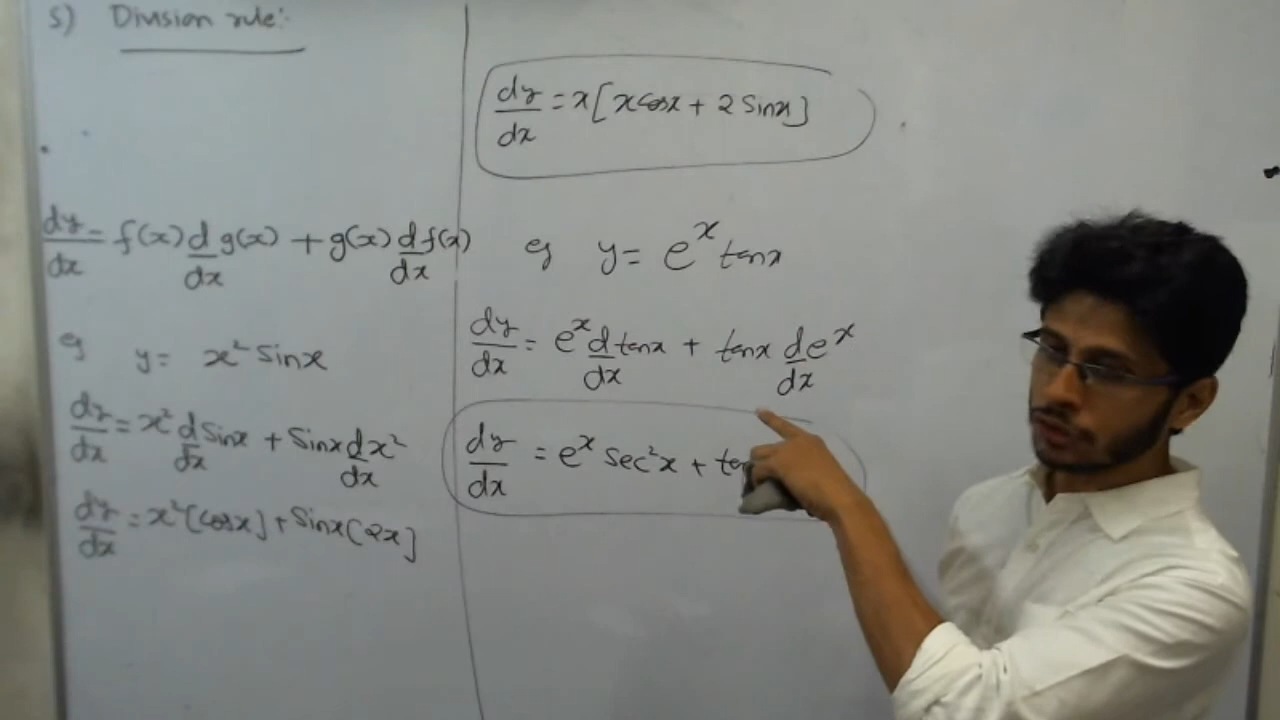 5) Division rule:-
dy/dx = f(x) d/dx g(x) + g(x) d/dx f(x)
eg y = x² Sinx
dy/dx = x² d/dx Sinx + Sinx d/dx x²
dy/dx = x² [cosx] + Sinx [2x]
dy/dx = x[xcosx + 2 Sinx]
eg y = e^x tanx
dy/dx = e^x d/dx tanx + tanx d/dx e^x
dy/dx = e^x sec²x +